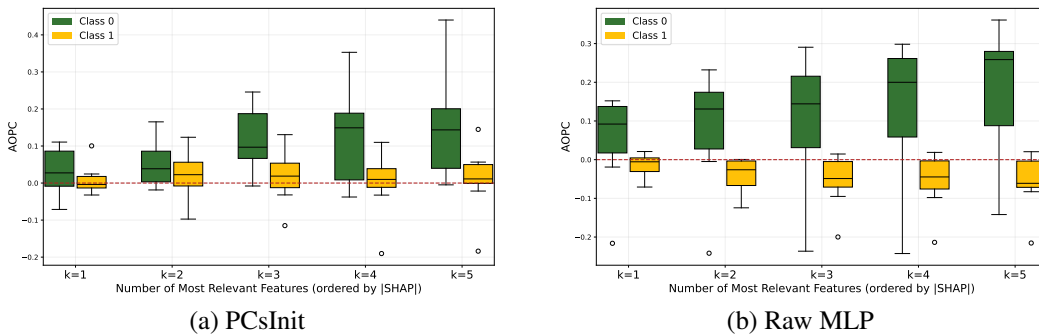 Class 0
Class 1
0.4
0.3
0.2
0.1
0.0
−0.1
−0.2
AOPC
k=1 k=2 k=3 k=4 k=5
Number of Most Relevant Features (ordered by |SHAP|)
(a) PCsInit
Class 0
Class 1
0.3
0.2
0.1
0.0
−0.1
−0.2
AOPC
k=1 k=2 k=3 k=4 k=5
Number of Most Relevant Features (ordered by |SHAP|)
(b) Raw MLP